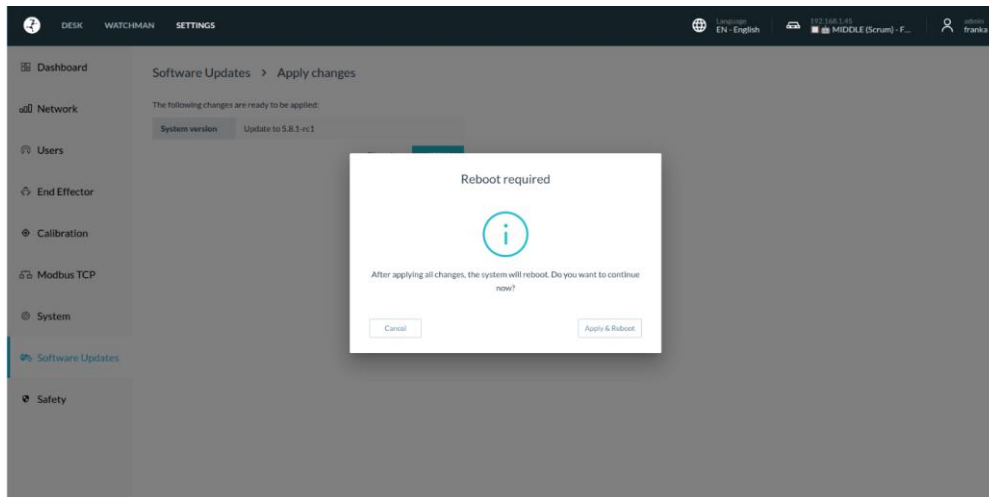 DESK WATCHMAN SETTINGS
Language
EN - English
192.168.1.45
MIDDLE (Scrum) - F...
admin
franka
Dashboard
Network
Users
End Effector
Calibration
Modbus TCP
System
Software Updates
Safety
Software Updates > Apply changes
The following changes are ready to be applied:
System version Update to 5.8.1-rc1
Reboot required
After applying all changes, the system will reboot. Do you want to continue
now?
Cancel Apply & Reboot